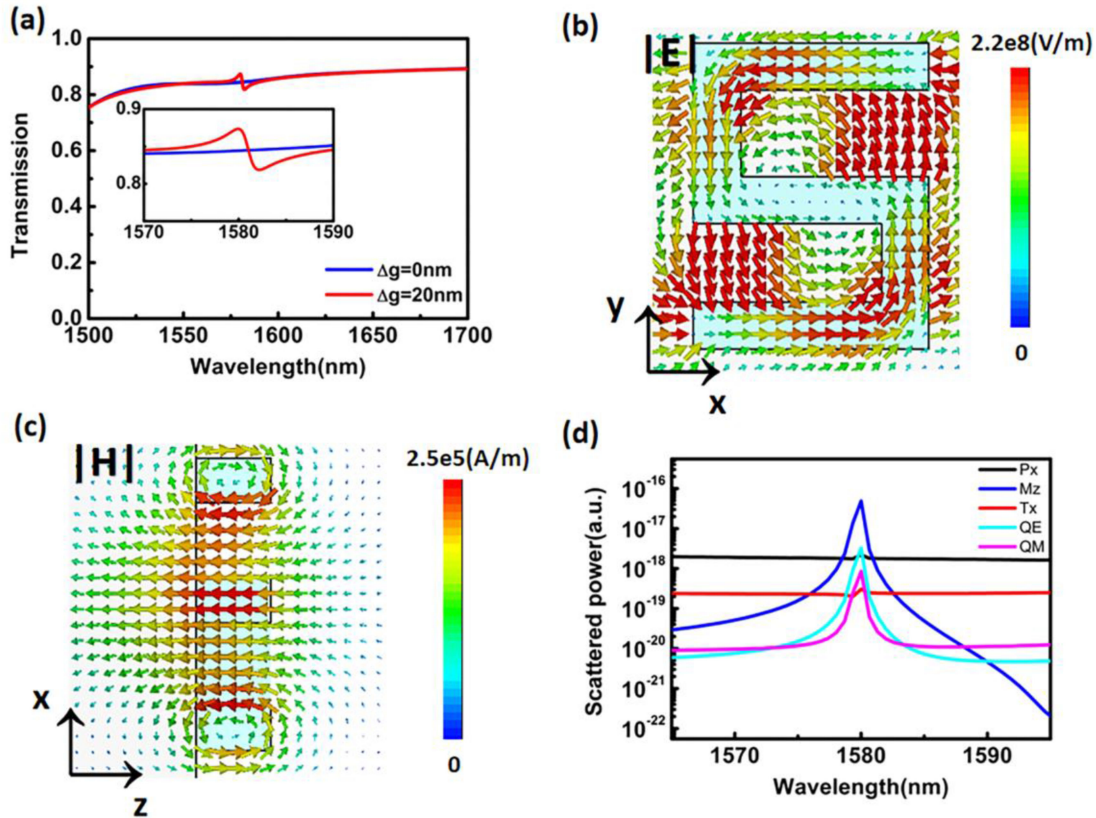 (a)
1.0
0.8
0.6
0.4
0.2
0.0
Transmission
0.9
0.8
1570 1580 1590
Δg=0nm
Δg=20nm
1500 1550 1600 1650 1700
Wavelength(nm)
(b)
|E|
2.2e8(V/m)
0
y
x
(c)
|H|
2.5e5(A/m)
0
x
z
(d)
Scattered power(a.u.)
10-16
10-17
10-18
10-19
10-20
10-21
10-22
Px
Mz
Tx
QE
QM
1570 1580 1590
Wavelength(nm)